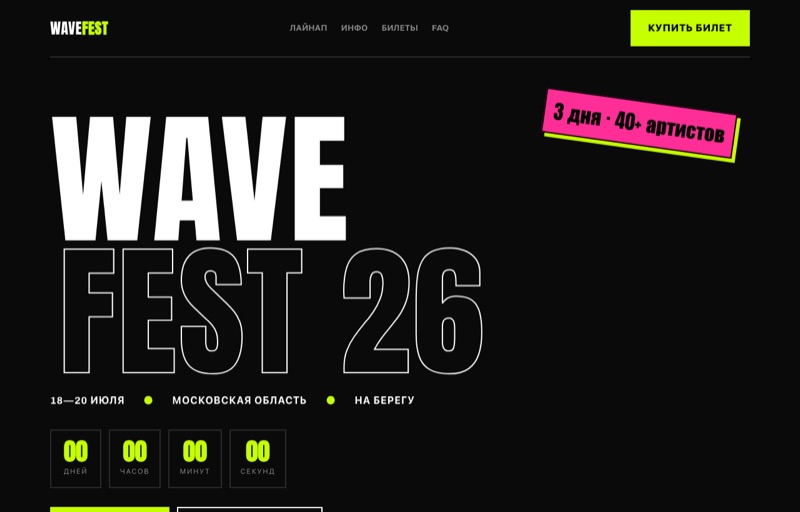 WAVEFEST
ЛАЙНАП ИНФО БИЛЕТЫ FAQ
КУПИТЬ БИЛЕТ
3 дня · 40+ артистов
WAVE
FEST 26
18—20 ИЮЛЯ ● МОСКОВСКАЯ ОБЛАСТЬ ● НА БЕРЕГУ
00 00 00 00
ДНЕЙ ЧАСОВ МИНУТ СЕКУНД